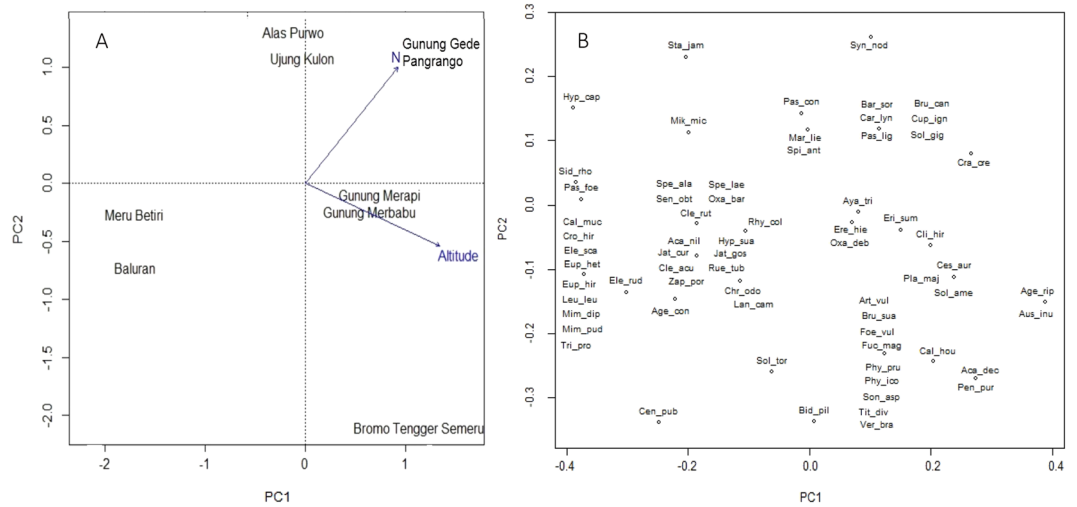 A
Alas Purwo
Ujung Kulon
N
Gunung Gede
Pangrango
Gunung Merapi
Gunung Merbabu
Altitude
Meru Betiri
Baluran
Bromo Tengger Semeru
1.0
0.5
0.0
-0.5
-1.0
-1.5
-2.0
PC2
-2
-1
0
1
PC1
B
0.3
0.2
0.1
0.0
-0.1
-0.2
-0.3
PC2
Sta_jam
Syn_nod
Hyp_cap
Pas_con
Bar_sor
Bru_can
Mik_mic
Car_lyn
Cup_ign
Mar_lie
Pas_lig
Sol_gig
Spi_ant
Cra_cre
Sid_rho
Pas_foe
Spe_ala
Spe_lae
Sen_obt
Oxa_bar
Aya_tri
Cle_rut
Rhy_col
Eri_sum
Cal_muc
Ere_hie
Cli_hir
Cro_hir
Aca_nil
Hyp_sua
Oxa_deb
Ele_sca
Jat_cur
Jat_gos
Eup_het
Cle_acu
Rue_tub
Ces_aur
Eup_hir
Ele_rud
Zap_por
Chr_odo
Pla_maj
Sol_ame
Age_rip
Leu_leu
Age_con
Lan_cam
Art_vul
Aus_inu
Mim_dip
Bru_sua
Mim_pud
Foe_vul
Tri_pro
Fuc_mag
Cal_hou
Sol_tor
Phy_pru
Aca_dec
Phy_ico
Pen_pur
Son_asp
Cen_pub
Bid_pil
Tit_div
Ver_bra
-0.4
-0.2
0.0
0.2
0.4
PC1